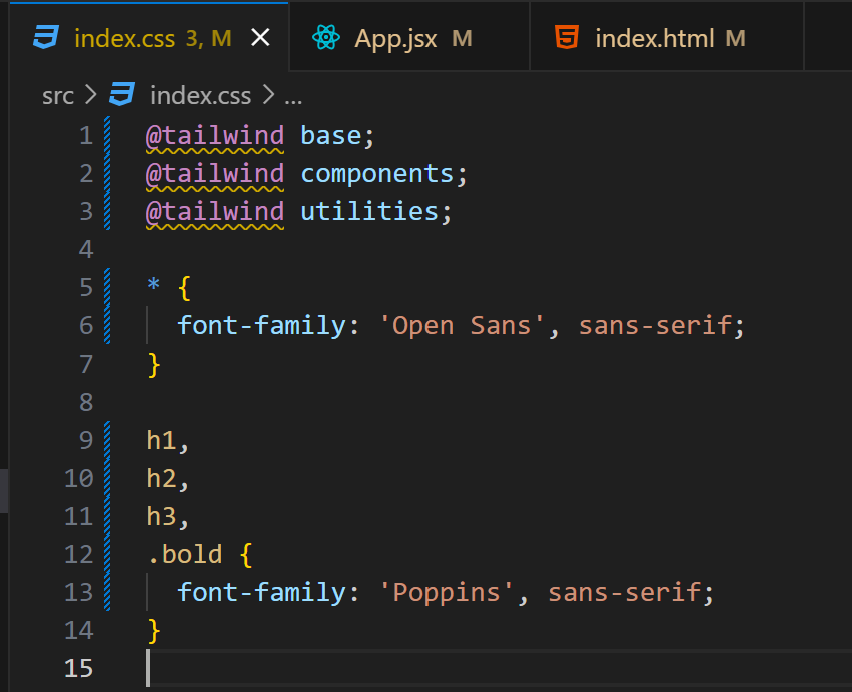 index.css 3, M App.jsx M index.html M
src > index.css > ...
1 @tailwind base;
2 @tailwind components;
3 @tailwind utilities;
4
5 * {
6   font-family: 'Open Sans', sans-serif;
7 }
8
9 h1,
10 h2,
11 h3,
12 .bold {
13   font-family: 'Poppins', sans-serif;
14 }
15